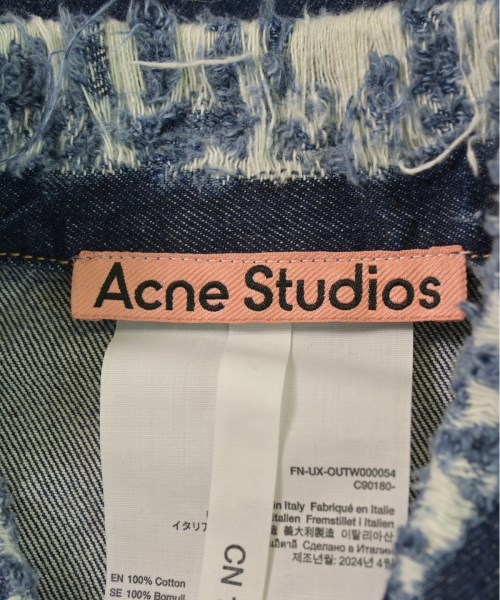 Acne Studios
FN-UX-OUTW000054
C90180-
in Italy Fabriqué en Italie
Italien Fremstillet i Italien
イタリア 義大利製造 이탈리아산
Сделано в Италии
제조년월: 2024년 4월
CN
EN 100% Cotton
SE 100% Bomull